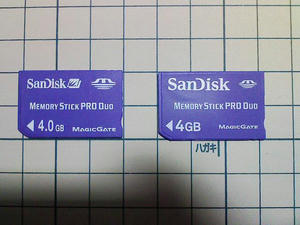 SanDisk
MEMORY STICK PRO DUO
4.0 GB MAGICGATE
SanDisk
MEMORY STICK PRO DUO
4GB MAGICGATE
ハガキ